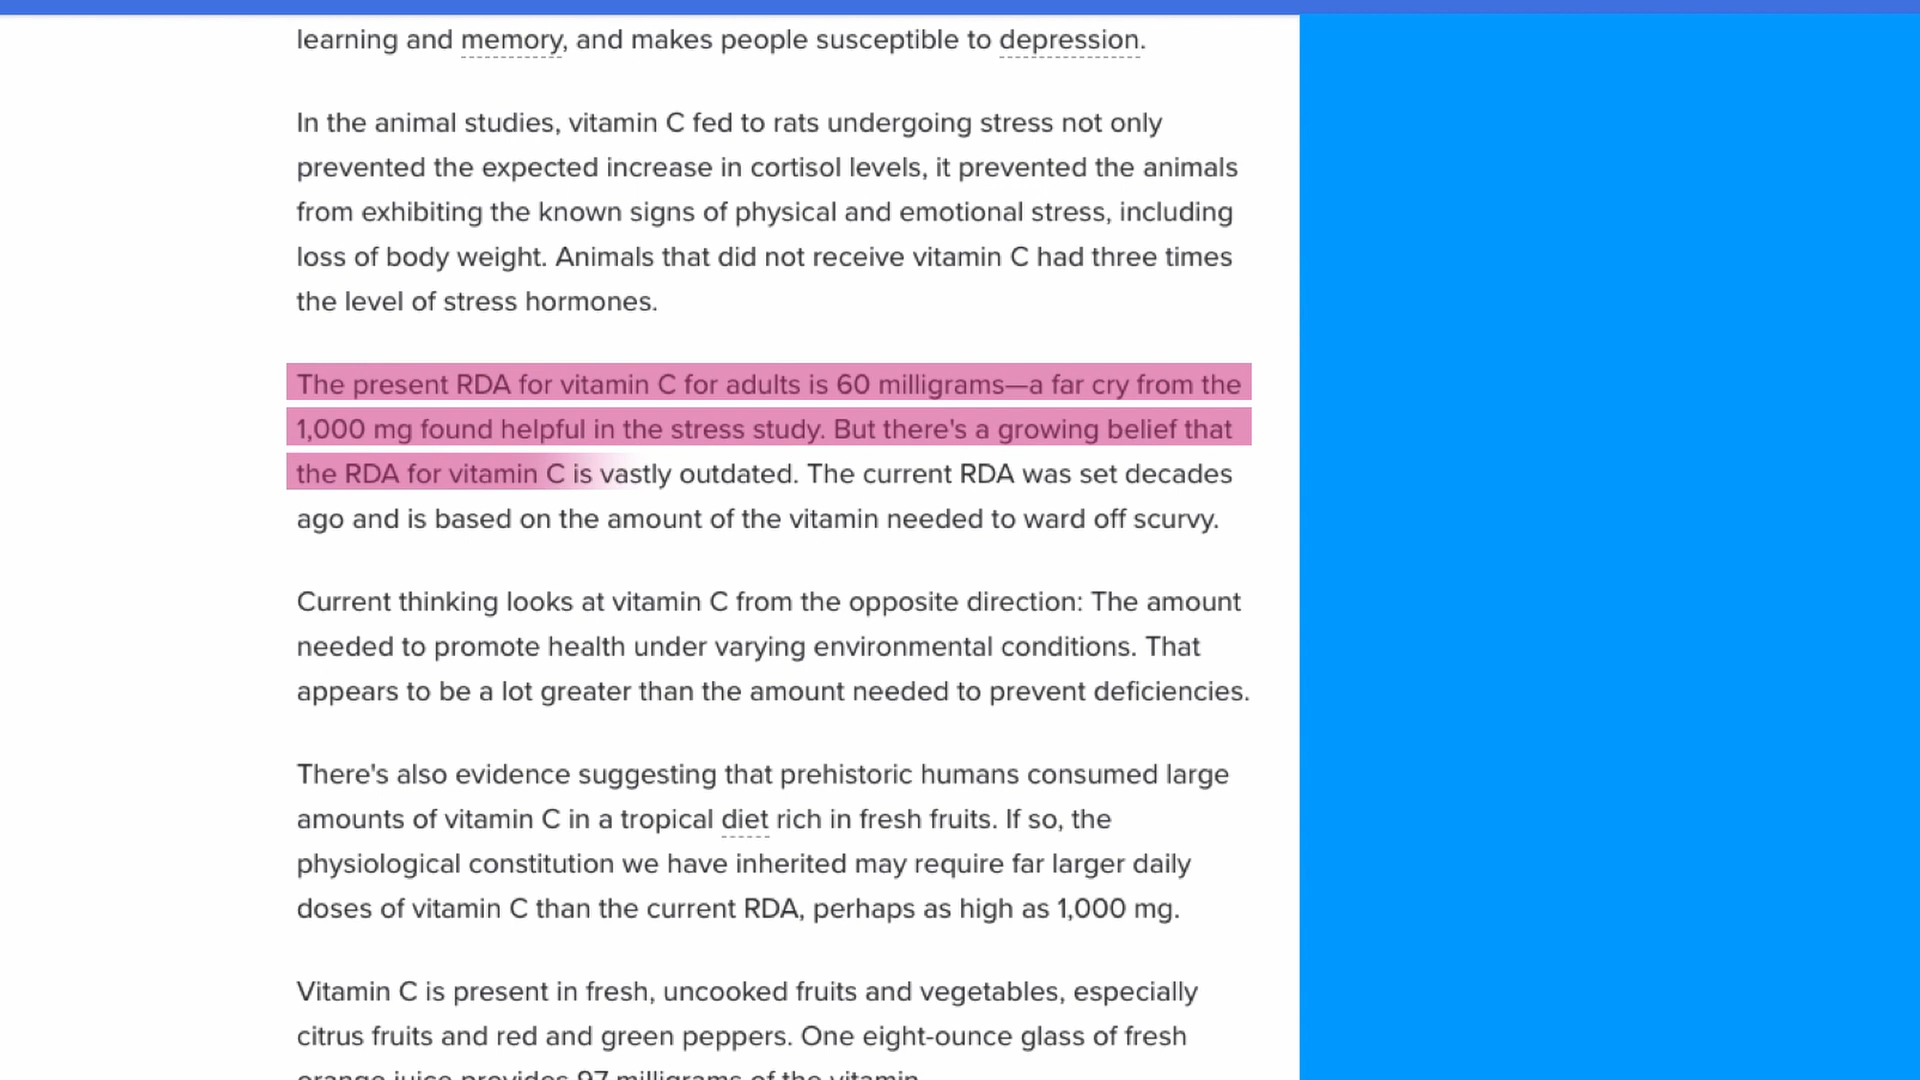 learning and memory, and makes people susceptible to depression.
In the animal studies, vitamin C fed to rats undergoing stress not only
prevented the expected increase in cortisol levels, it prevented the animals
from exhibiting the known signs of physical and emotional stress, including
loss of body weight. Animals that did not receive vitamin C had three times
the level of stress hormones.
The present RDA for vitamin C for adults is 60 milligrams—a far cry from the
1,000 mg found helpful in the stress study. But there's a growing belief that
the RDA for vitamin C is vastly outdated. The current RDA was set decades
ago and is based on the amount of the vitamin needed to ward off scurvy.
Current thinking looks at vitamin C from the opposite direction: The amount
needed to promote health under varying environmental conditions. That
appears to be a lot greater than the amount needed to prevent deficiencies.
There's also evidence suggesting that prehistoric humans consumed large
amounts of vitamin C in a tropical diet rich in fresh fruits. If so, the
physiological constitution we have inherited may require far larger daily
doses of vitamin C than the current RDA, perhaps as high as 1,000 mg.
Vitamin C is present in fresh, uncooked fruits and vegetables, especially
citrus fruits and red and green peppers. One eight-ounce glass of fresh
orange juice provides 97 milligrams of the vitamin.